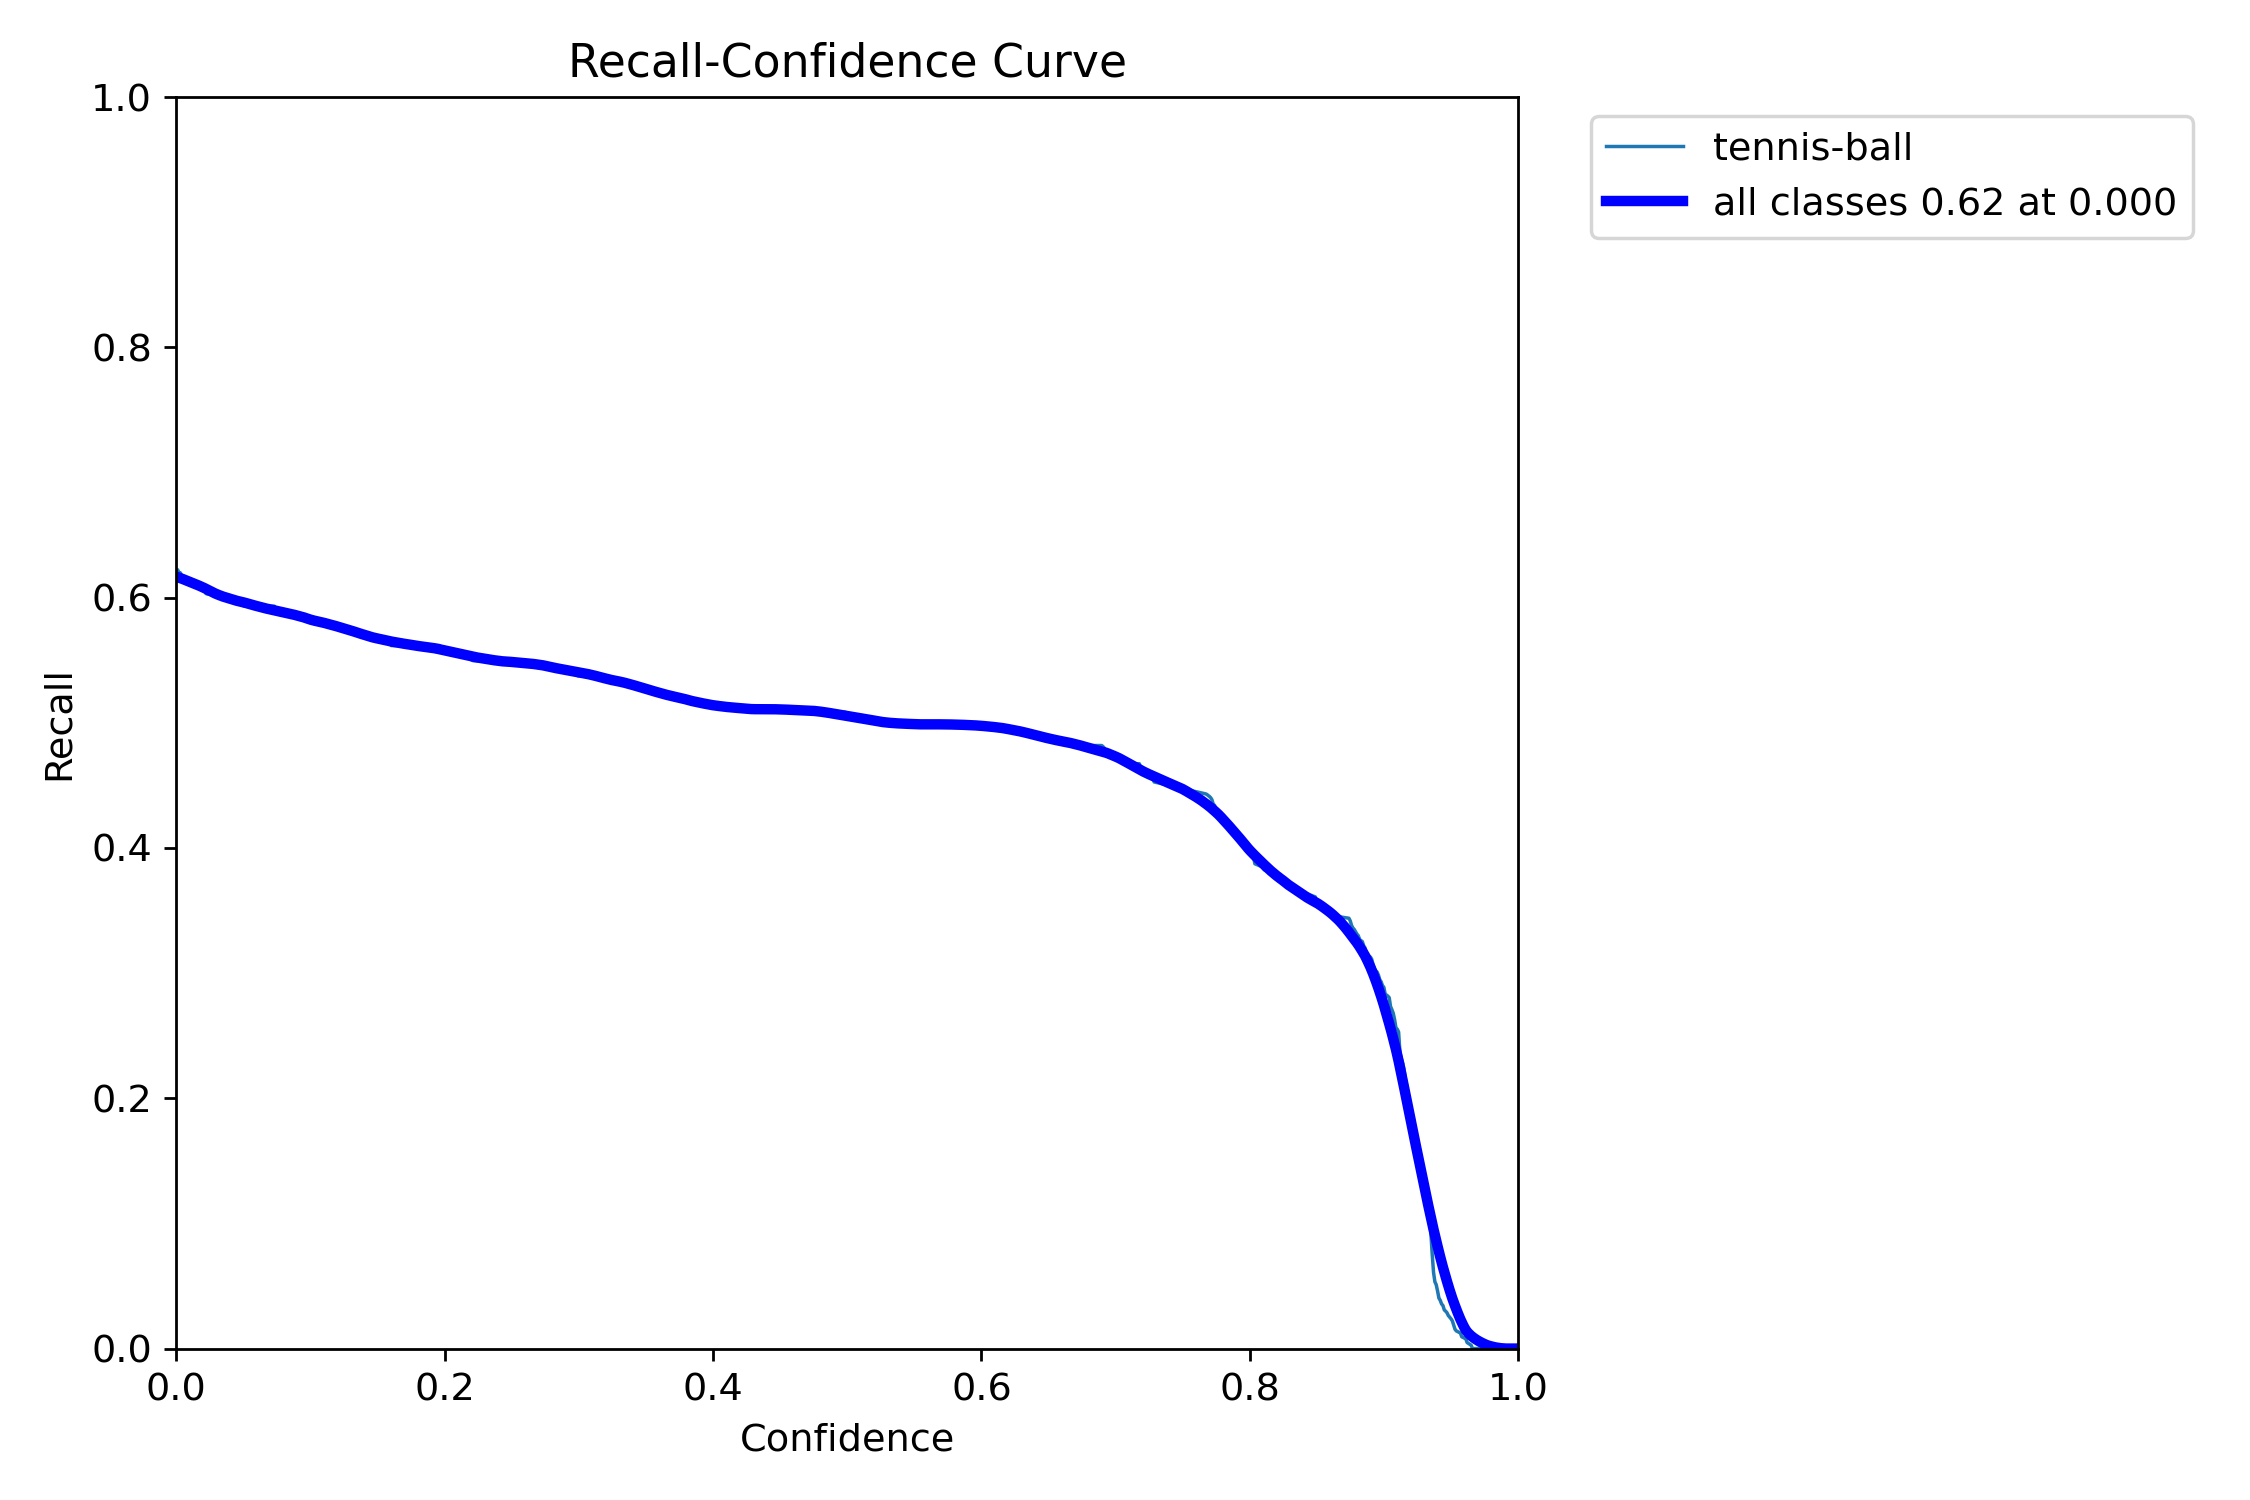 Recall-Confidence Curve
1.0
0.8
0.6
0.4
0.2
0.0
Recall
0.0 0.2 0.4 0.6 0.8 1.0
Confidence
tennis-ball
all classes 0.62 at 0.000